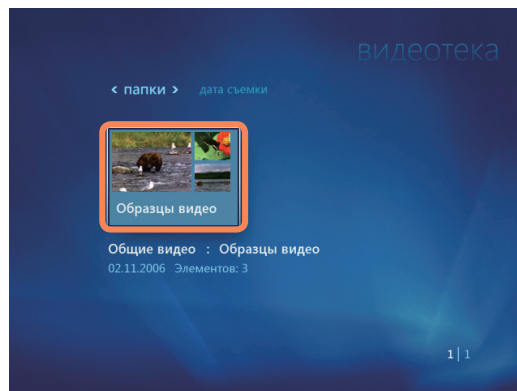 видеотека
< папки > дата съемки
Образцы видео
Общие видео : Образцы видео
02.11.2006 Элементов: 3
1 | 1